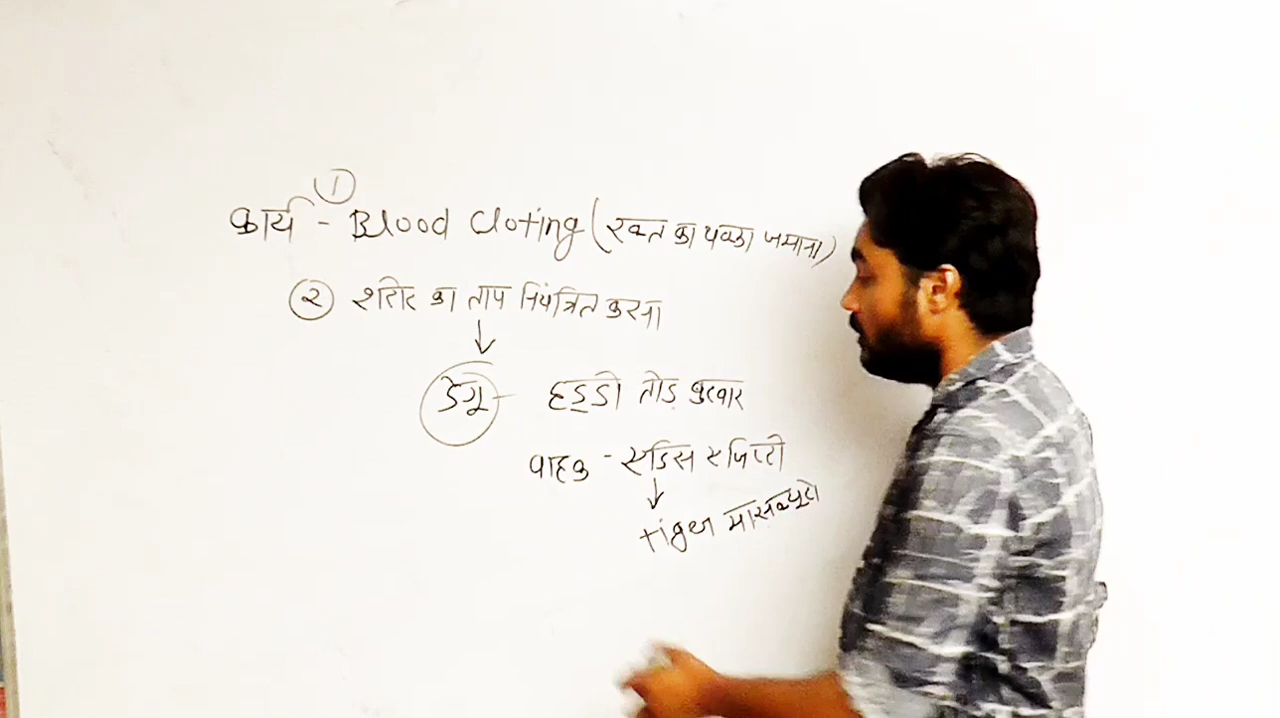 ①
कार्य - Blood Cloting (रक्त का थक्का जमाना)
② शरीर का ताप नियंत्रित करना
↓
डेंगू - हड्डी तोड़ बुखार
वाहक - एडिस एजिप्टी
↓
tiger मास्क्यूटो